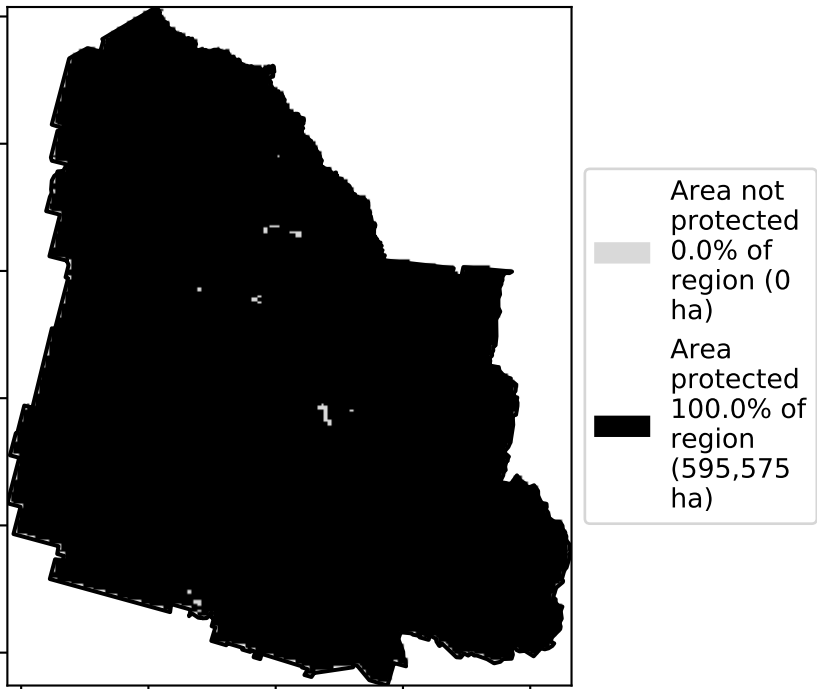 Area not
protected
0.0% of
region (0
ha)
Area
protected
100.0% of
region
(595,575
ha)